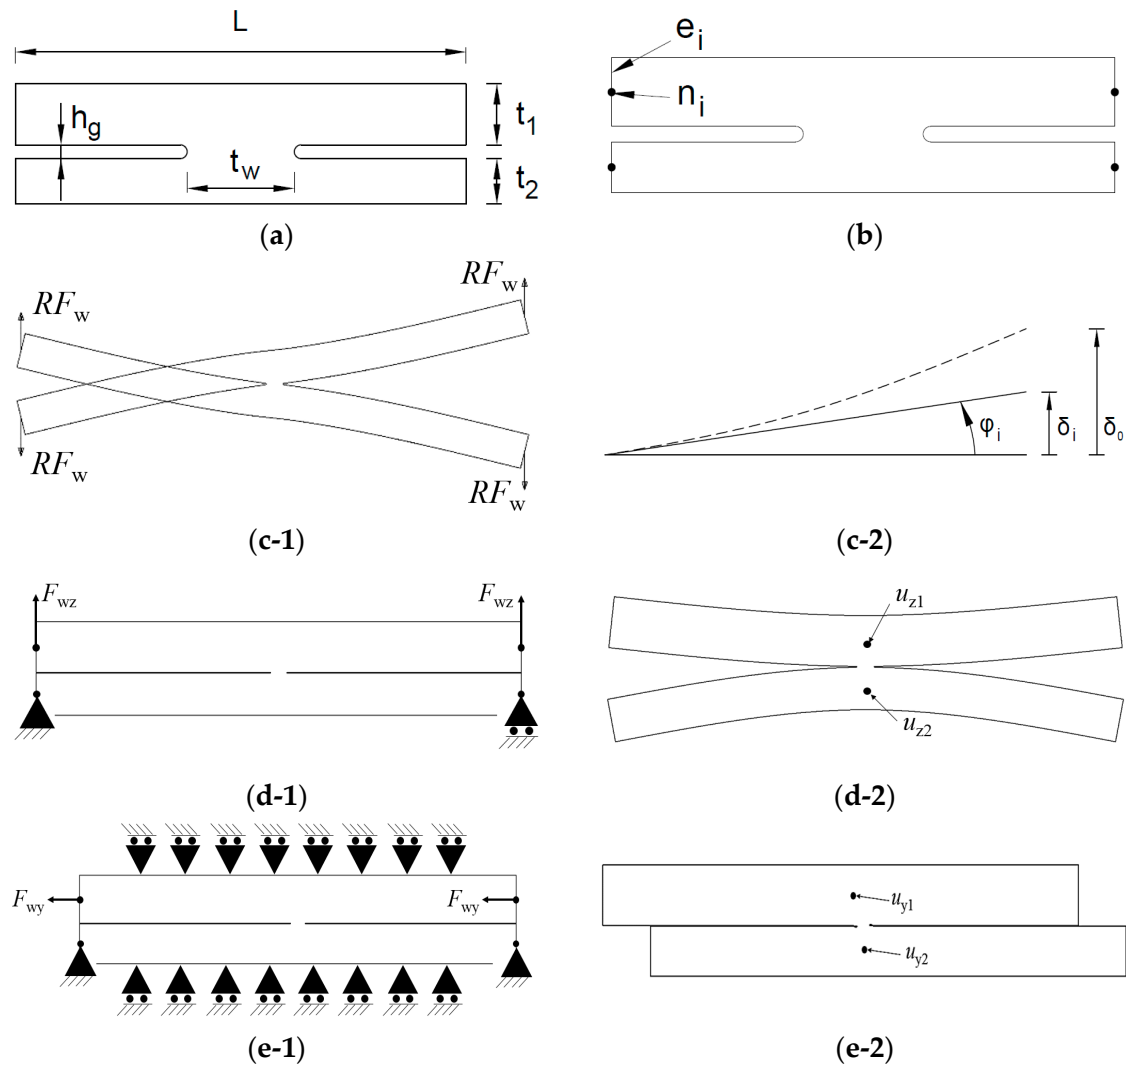 L
e_i
n_i
h_g
t_1
t_w
t_2
(a)
(b)
RF_w
RF_w
RF_w
RF_w
φ_i
δ_i
δ_0
(c-1)
(c-2)
F_wz
F_wz
u_z1
u_z2
(d-1)
(d-2)
F_wy
F_wy
u_y1
u_y2
(e-1)
(e-2)